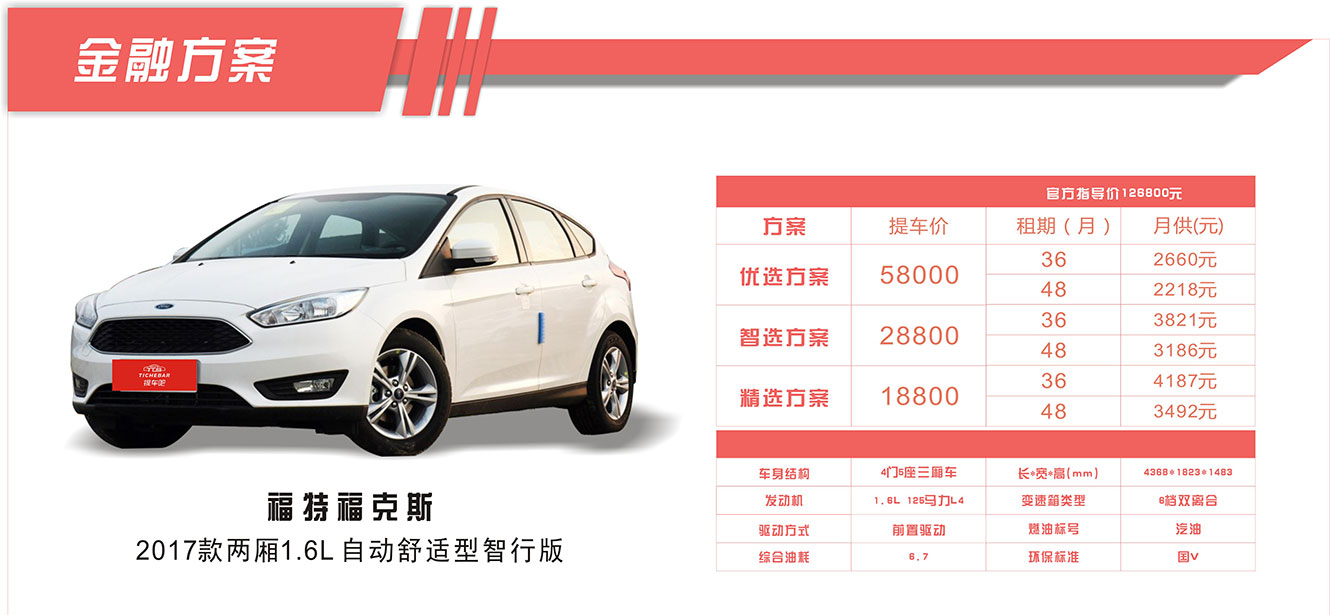 金融方案
官方指导价126800元
方案 提车价 租期(月) 月供(元)
优选方案 58000 36 2660元
48 2218元
智选方案 28800 36 3821元
48 3186元
精选方案 18800 36 4187元
48 3492元
车身结构 4门5座三厢车 长*宽*高(mm) 4368*1823*1483
发动机 1.6L 125马力L4 变速箱类型 6档双离合
驱动方式 前置驱动 燃油标号 汽油
综合油耗 6.7 环保标准 国V
TICHEBAR
提车吧
福特福克斯
2017款两厢1.6L 自动舒适型智行版